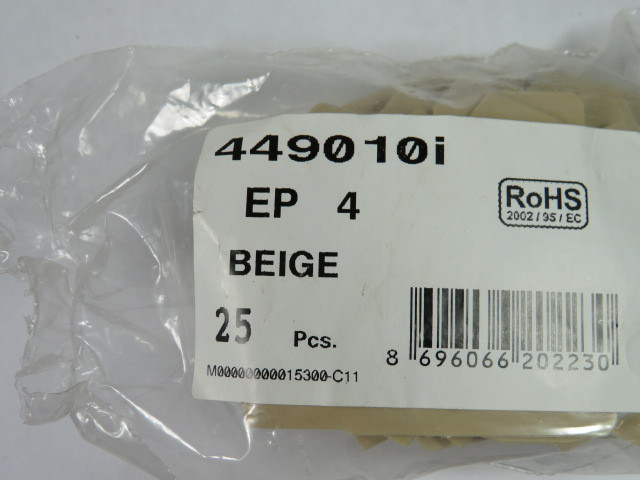 449010i
EP 4
RoHS
2002/95/EC
BEIGE
25 Pcs.
8 696066 202230
M00000000015300-C11